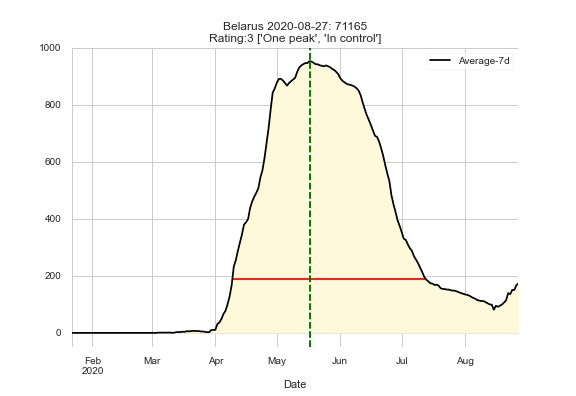 Belarus 2020-08-27: 71165
Rating:3 ['One peak', 'In control']
Average-7d
1000
800
600
400
200
0
Feb Mar Apr May Jun Jul Aug
2020
Date